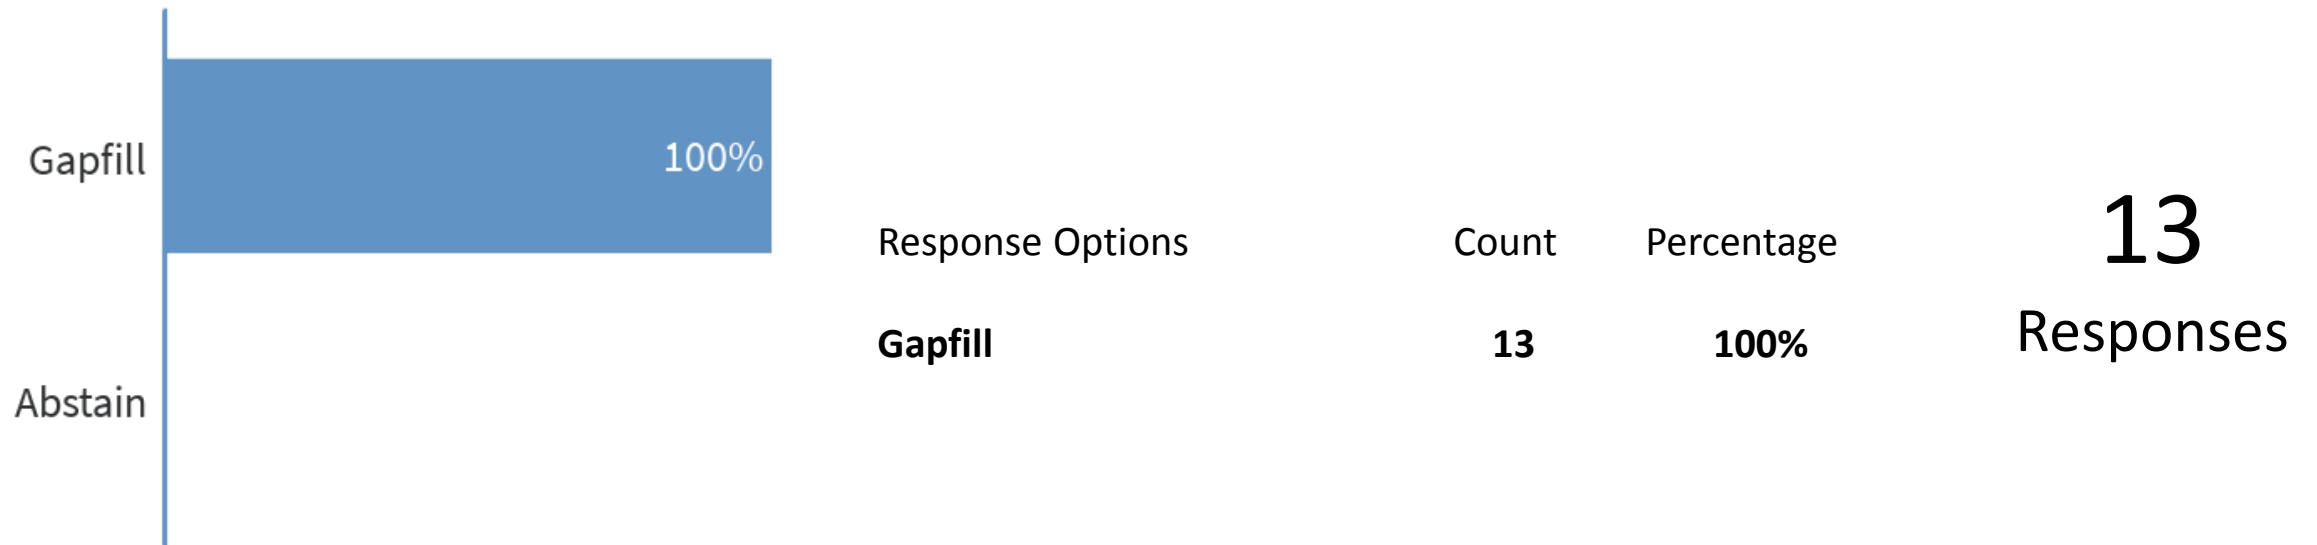 Gapfill
100%
Abstain
Response Options Count Percentage
Gapfill 13 100%
13
Responses